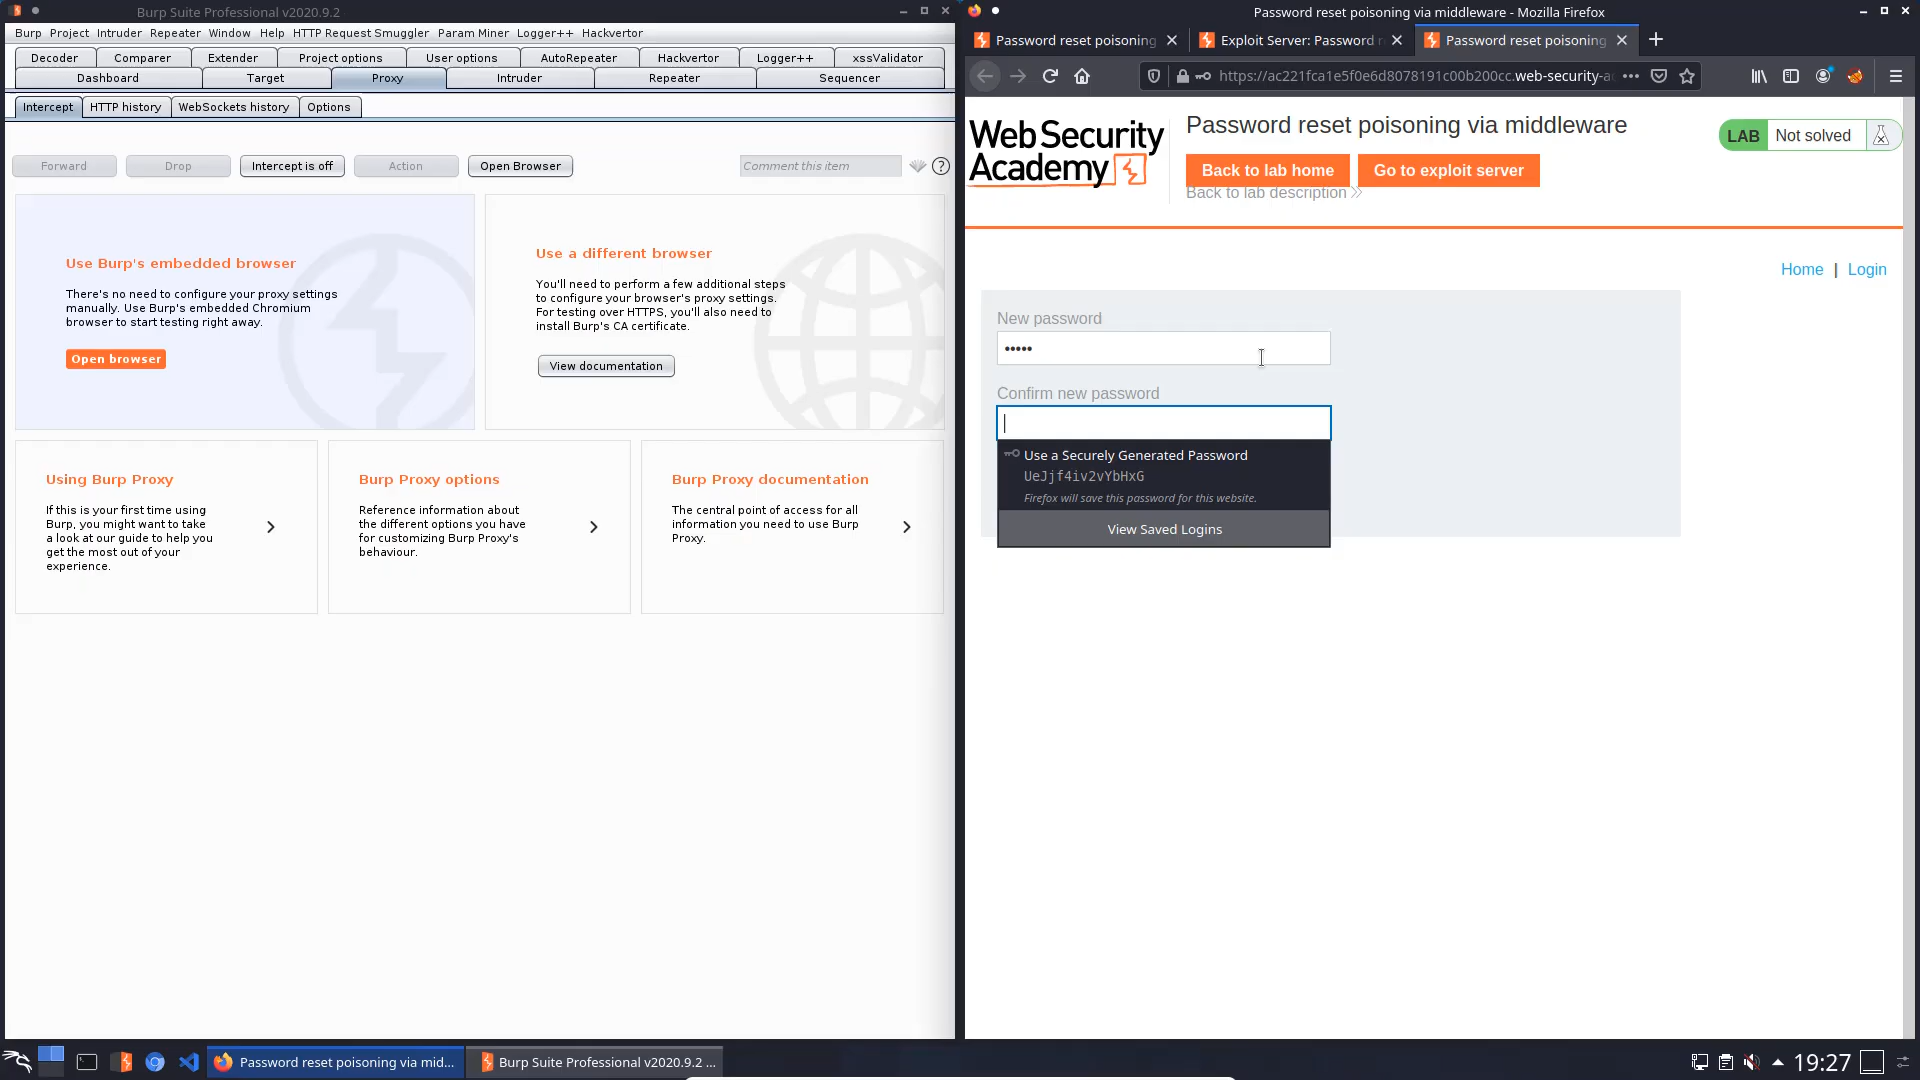 Burp Suite Professional v2020.9.2
Burp Project Intruder Repeater Window Help HTTP Request Smuggler Param Miner Logger++ Hackvertor
Decoder Comparer Extender Project options User options AutoRepeater Hackvertor Logger++ xssValidator
Dashboard Target Proxy Intruder Repeater Sequencer
Intercept HTTP history WebSockets history Options
Forward Drop Intercept is off Action Open Browser Comment this item ?
Use Burp's embedded browser
There's no need to configure your proxy settings
manually. Use Burp's embedded Chromium
browser to start testing right away.
Open browser
Use a different browser
You'll need to perform a few additional steps
to configure your browser's proxy settings.
For testing over HTTPS, you'll also need to
install Burp's CA certificate.
View documentation
Using Burp Proxy
If this is your first time using
Burp, you might want to take
a look at our guide to help you
get the most out of your
experience.
Burp Proxy options
Reference information about
the different options you have
for customizing Burp Proxy's
behaviour.
Burp Proxy documentation
The central point of access for all
information you need to use Burp
Proxy.
Password reset poisoning via middleware - Mozilla Firefox
Password reset poisoning
Exploit Server: Password r
Password reset poisoning
https://ac221fca1e5f0e6d8078191c00b200cc.web-security-a
WebSecurity
Academy
Password reset poisoning via middleware
Back to lab home
Go to exploit server
Back to lab description
LAB Not solved
Home | Login
New password
•••••
Confirm new password
Use a Securely Generated Password
UeJjf4iv2vYbHxG
Firefox will save this password for this website.
View Saved Logins
Password reset poisoning via mid...
Burp Suite Professional v2020.9.2 ...
19:27